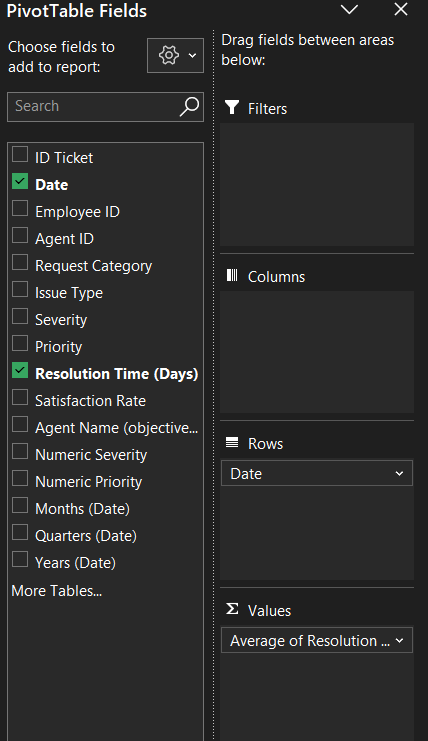 PivotTable Fields
Choose fields to
add to report:
Search
ID Ticket
Date
Employee ID
Agent ID
Request Category
Issue Type
Severity
Priority
Resolution Time (Days)
Satisfaction Rate
Agent Name (objective...
Numeric Severity
Numeric Priority
Months (Date)
Quarters (Date)
Years (Date)
More Tables...
Drag fields between areas
below:
Filters
Columns
Rows
Date
Σ Values
Average of Resolution ...